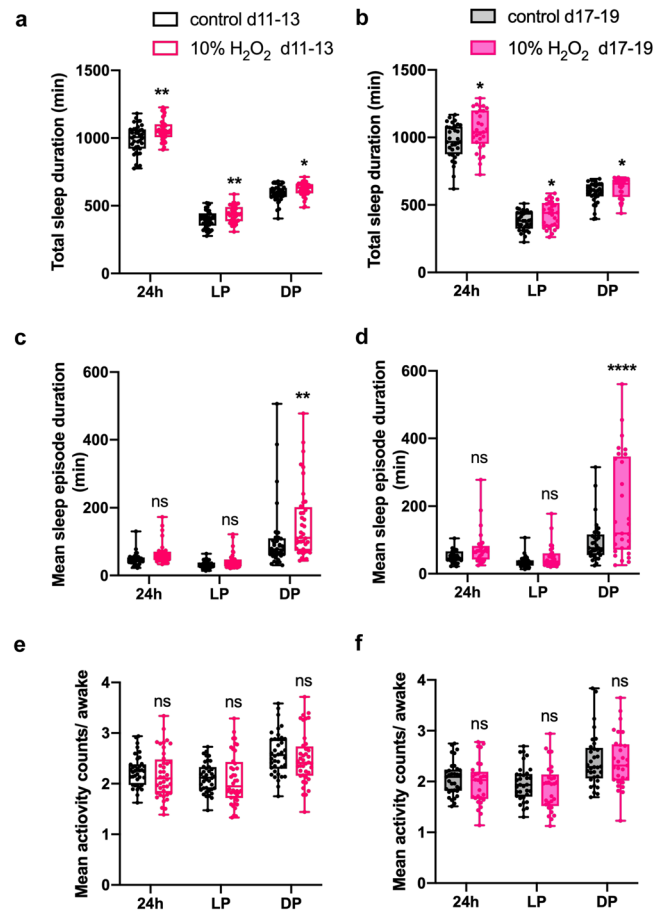 a
control d11-13
10% H₂O₂ d11-13
Total sleep duration (min)
1500
1000
500
0
**
**
*
24h LP DP
b
control d17-19
10% H₂O₂ d17-19
Total sleep duration (min)
1500
1000
500
0
*
*
*
24h LP DP
c
Mean sleep episode duration
(min)
600
400
200
0
ns
ns
**
24h LP DP
d
Mean sleep episode duration
(min)
600
400
200
0
ns
ns
****
24h LP DP
e
Mean actiovity counts/ awake
4
3
2
1
0
ns
ns
ns
24h LP DP
f
Mean activity counts/ awake
4
3
2
1
0
ns
ns
ns
24h LP DP